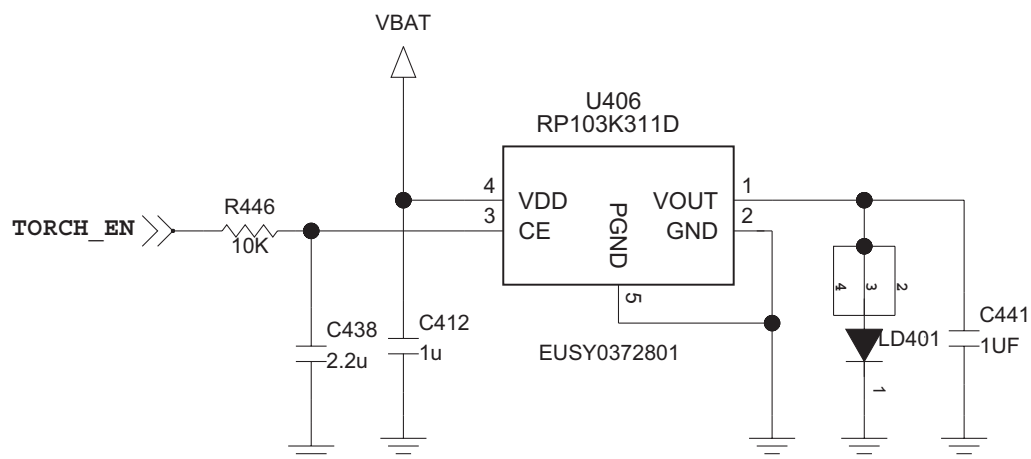 VBAT
U406
RP103K311D
4
VDD
VOUT
1
TORCH_EN
R446
10K
3
CE
PGND
GND
2
5
4
3
2
C438
2.2u
C412
1u
EUSY0372801
LD401
C441
1UF
1